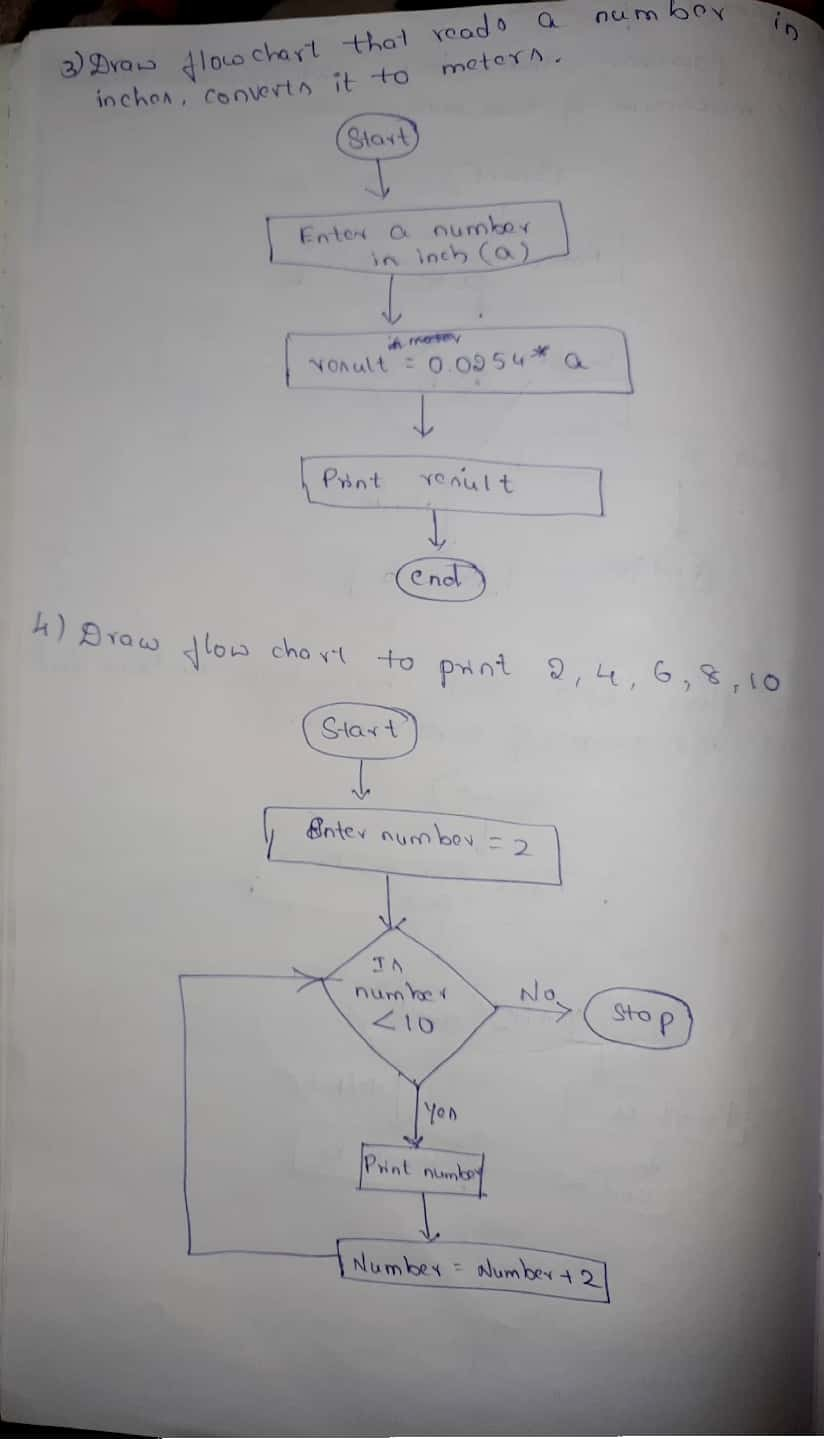 3) Draw flow chart that reads a number in
inches, converts it to meters.
Start
Enter a number
in inch (a)
in meter
result = 0.0254 * a
Print result
end
4) Draw flow chart to print 2, 4, 6, 8, 10
Start
Enter number = 2
Is
number
<10
No
Stop
Yes
Print number
Number = Number + 2